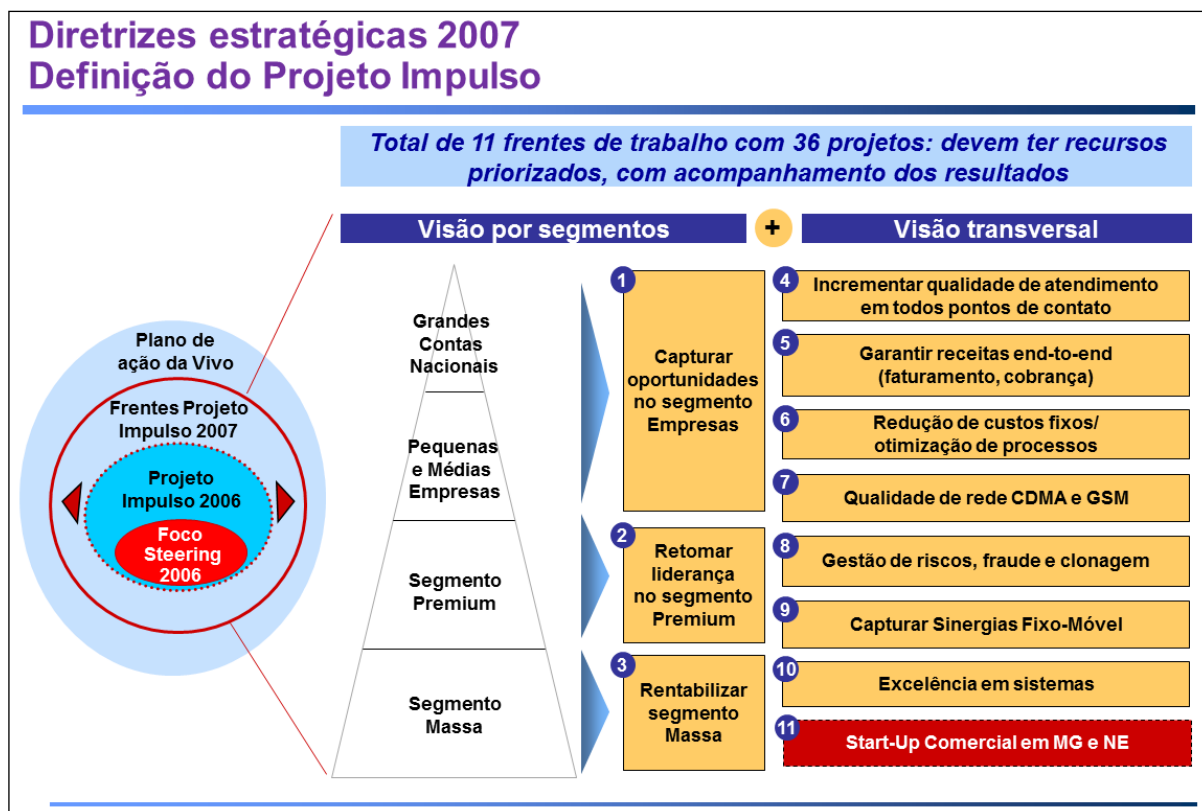 Diretrizes estratégicas 2007
Definição do Projeto Impulso
Total de 11 frentes de trabalho com 36 projetos: devem ter recursos
priorizados, com acompanhamento dos resultados
Visão por segmentos
+
Visão transversal
Plano de
ação da Vivo
Frentes Projeto
Impulso 2007
Projeto
Impulso 2006
Foco
Steering
2006
Grandes
Contas
Nacionais
Pequenas
e Médias
Empresas
Segmento
Premium
Segmento
Massa
1
Capturar
oportunidades
no segmento
Empresas
2
Retomar
liderança
no segmento
Premium
3
Rentabilizar
segmento
Massa
4
Incrementar qualidade de atendimento
em todos pontos de contato
5
Garantir receitas end-to-end
(faturamento, cobrança)
6
Redução de custos fixos/
otimização de processos
7
Qualidade de rede CDMA e GSM
8
Gestão de riscos, fraude e clonagem
9
Capturar Sinergias Fixo-Móvel
10
Excelência em sistemas
11
Start-Up Comercial em MG e NE